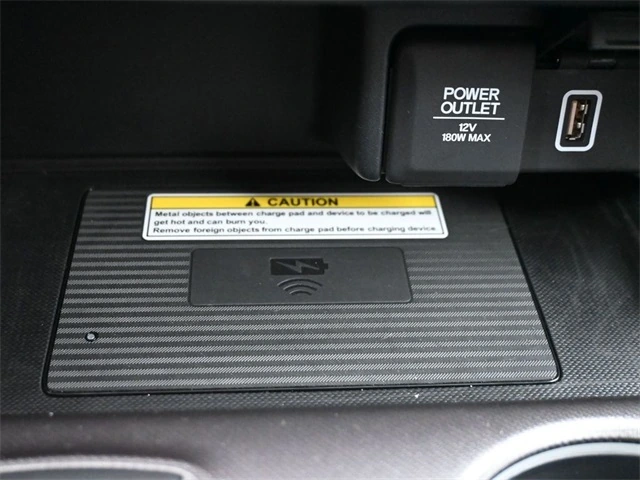 POWER
OUTLET
12V
180W MAX
CAUTION
Metal objects between charge pad and device to be charged will
get hot and can burn you.
Remove foreign objects from charge pad before charging device